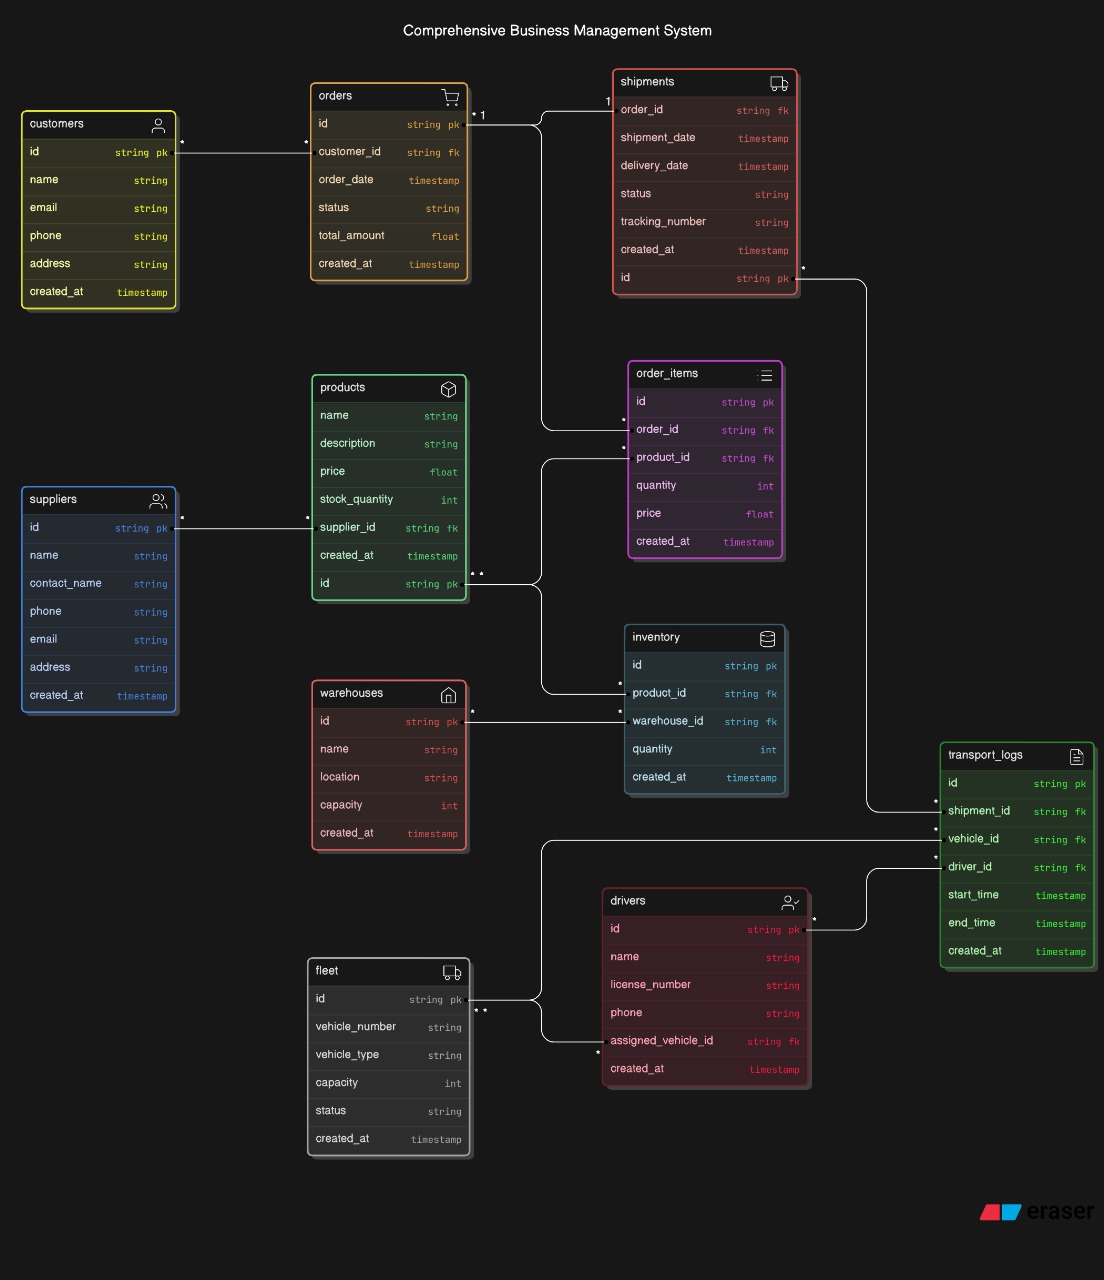 Comprehensive Business Management System
customers
id string pk
name string
email string
phone string
address string
created_at timestamp
* *
orders
id string pk
customer_id string fk
order_date timestamp
status string
total_amount float
created_at timestamp
* 1
1
shipments
order_id string fk
shipment_date timestamp
delivery_date timestamp
status string
tracking_number string
created_at timestamp
id string pk
*
products
name string
description string
price float
stock_quantity int
supplier_id string fk
created_at timestamp
id string pk
* *
*
*
order_items
id string pk
order_id string fk
product_id string fk
quantity int
price float
created_at timestamp
suppliers
id string pk
name string
contact_name string
phone string
email string
address string
created_at timestamp
* *
warehouses
id string pk
name string
location string
capacity int
created_at timestamp
*
*
*
inventory
id string pk
product_id string fk
warehouse_id string fk
quantity int
created_at timestamp
*
*
*
transport_logs
id string pk
shipment_id string fk
vehicle_id string fk
driver_id string fk
start_time timestamp
end_time timestamp
created_at timestamp
fleet
id string pk
vehicle_number string
vehicle_type string
capacity int
status string
created_at timestamp
* *
*
drivers
id string pk
name string
license_number string
phone string
assigned_vehicle_id string fk
created_at timestamp
*
eraser